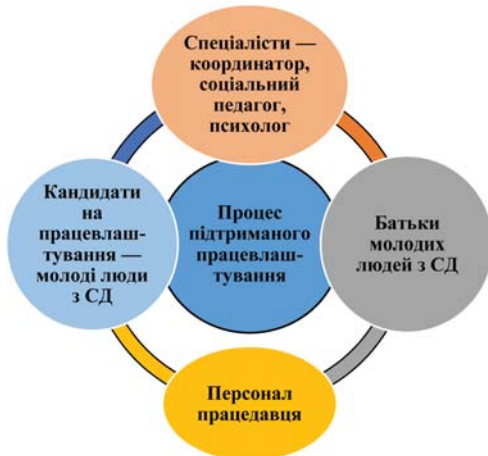 Спеціалісти —
координатор,
соціальний
педагог,
психолог
Кандидати
на
працевлаш-
тування —
молоді люди
з СД
Процес
підтриманого
працевлаш-
тування
Батьки
молодих
людей з СД
Персонал
працедавця